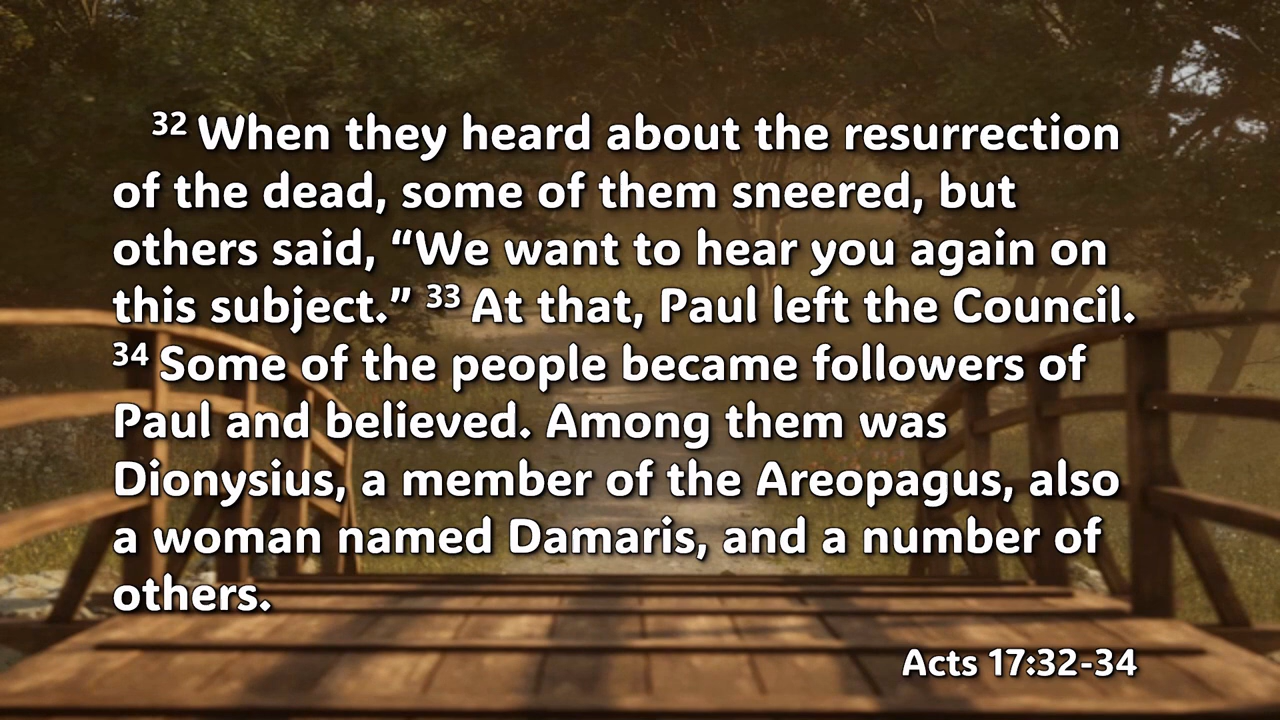 32 When they heard about the resurrection
of the dead, some of them sneered, but
others said, “We want to hear you again on
this subject.” 33 At that, Paul left the Council.
34 Some of the people became followers of
Paul and believed. Among them was
Dionysius, a member of the Areopagus, also
a woman named Damaris, and a number of
others.
Acts 17:32-34